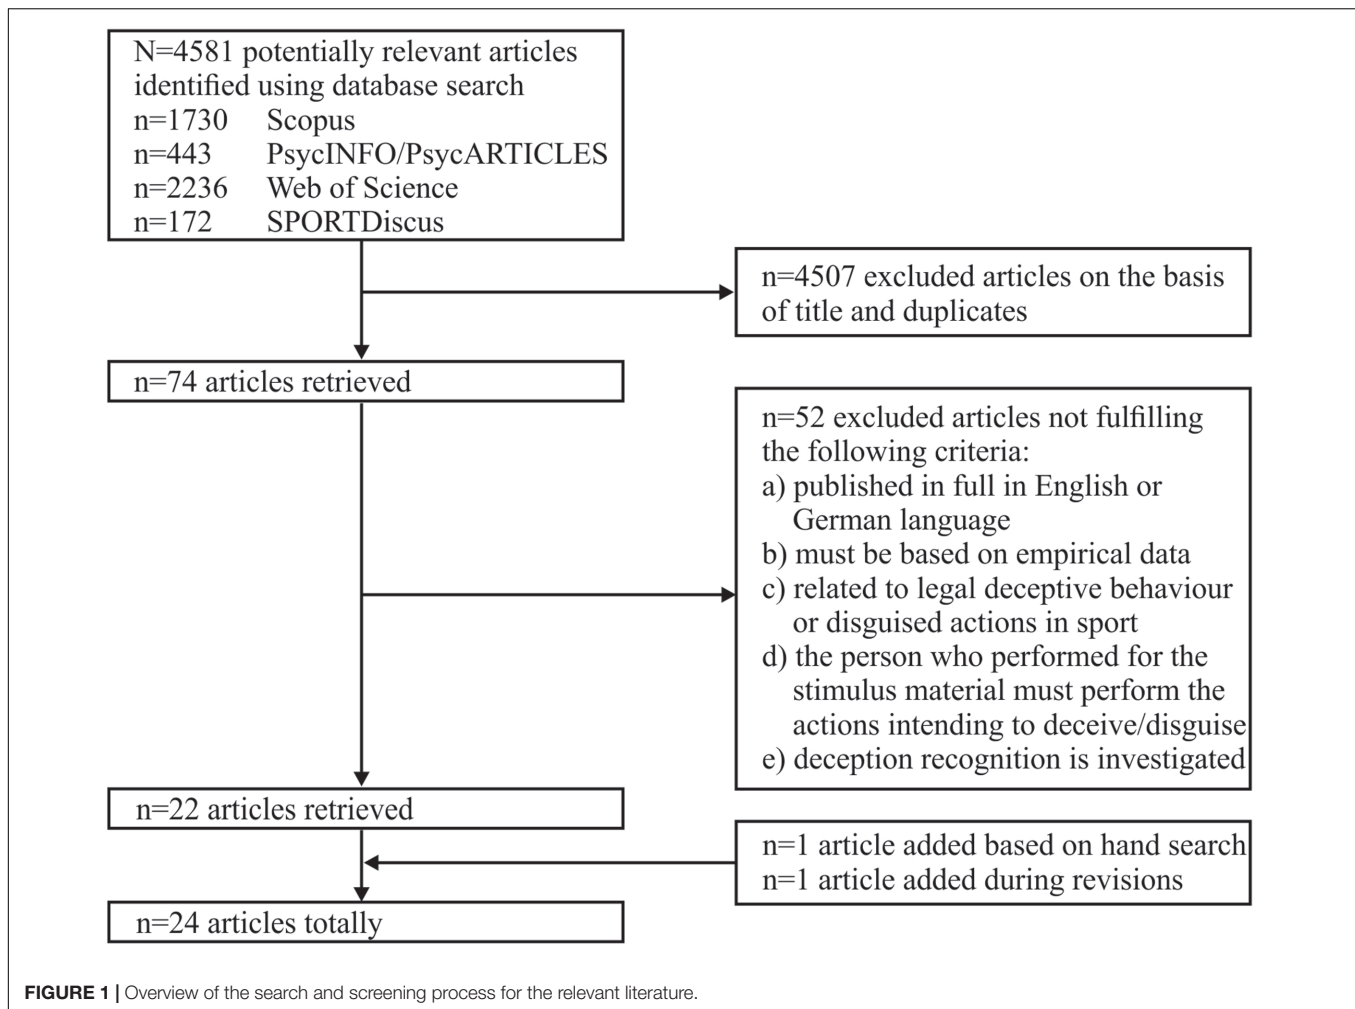 N=4581 potentially relevant articles
identified using database search
n=1730 Scopus
n=443 PsycINFO/PsycARTICLES
n=2236 Web of Science
n=172 SPORTDiscus
n=4507 excluded articles on the basis
of title and duplicates
n=74 articles retrieved
n=52 excluded articles not fulfilling
the following criteria:
a) published in full in English or
German language
b) must be based on empirical data
c) related to legal deceptive behaviour
or disguised actions in sport
d) the person who performed for the
stimulus material must perform the
actions intending to deceive/disguise
e) deception recognition is investigated
n=22 articles retrieved
n=1 article added based on hand search
n=1 article added during revisions
n=24 articles totally
FIGURE 1 | Overview of the search and screening process for the relevant literature.